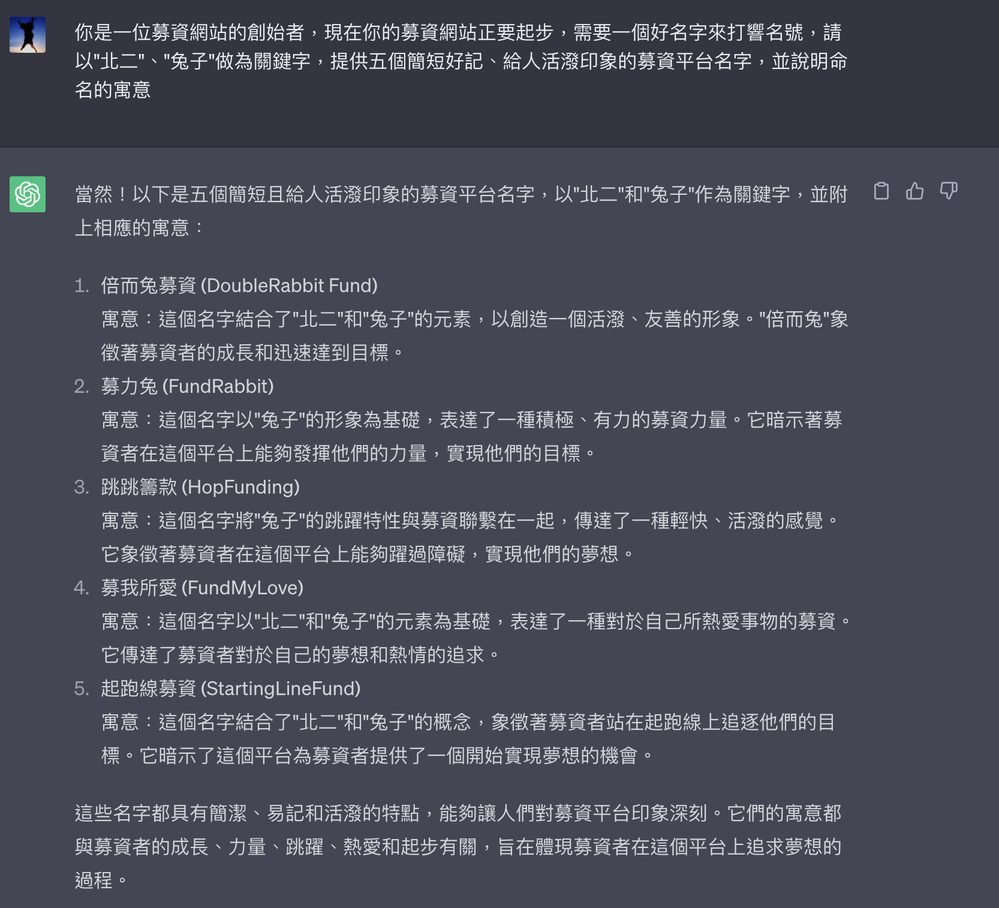 你是一位募資網站的創始者，現在你的募資網站正要起步，需要一個好名字來打響名號，請
以"北二"、"兔子"做為關鍵字，提供五個簡短好記、給人活潑印象的募資平台名字，並說明命
名的寓意
當然！以下是五個簡短且給人活潑印象的募資平台名字，以"北二"和"兔子"作為關鍵字，並附
上相應的寓意：
1. 倍而兔募資 (DoubleRabbit Fund)
寓意：這個名字結合了"北二"和"兔子"的元素，以創造一個活潑、友善的形象。"倍而兔"象
徵著募資者的成長和迅速達到目標。
2. 募力兔 (FundRabbit)
寓意：這個名字以"兔子"的形象為基礎，表達了一種積極、有力的募資力量。它暗示著募
資者在這個平台上能夠發揮他們的力量，實現他們的目標。
3. 跳跳籌款 (HopFunding)
寓意：這個名字將"兔子"的跳躍特性與募資聯繫在一起，傳達了一種輕快、活潑的感覺。
它象徵著募資者在這個平台上能夠躍過障礙，實現他們的夢想。
4. 募我所愛 (FundMyLove)
寓意：這個名字以"北二"和"兔子"的元素為基礎，表達了一種對於自己所熱愛事物的募資。
它傳達了募資者對於自己的夢想和熱情的追求。
5. 起跑線募資 (StartingLineFund)
寓意：這個名字結合了"北二"和"兔子"的概念，象徵著募資者站在起跑線上追逐他們的目
標。它暗示了這個平台為募資者提供了一個開始實現夢想的機會。
這些名字都具有簡潔、易記和活潑的特點，能夠讓人們對募資平台印象深刻。它們的寓意都
與募資者的成長、力量、跳躍、熱愛和起步有關，旨在體現募資者在這個平台上追求夢想的
過程。